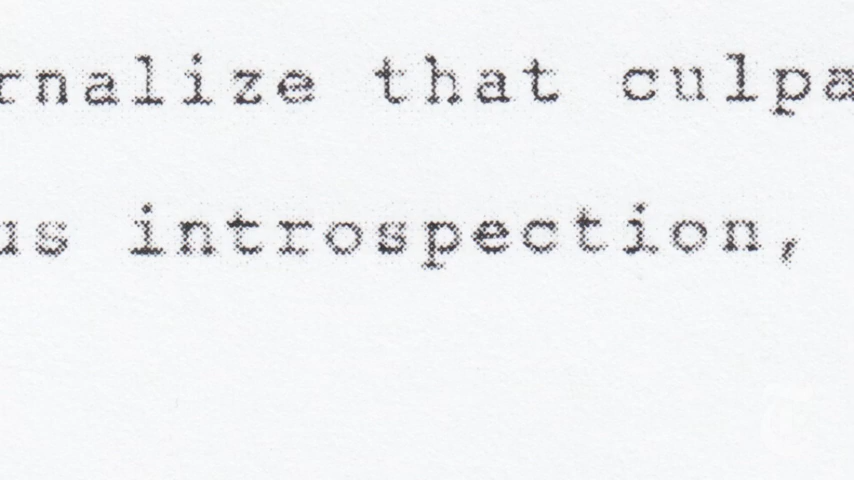 rnalize that culpa
us introspection,